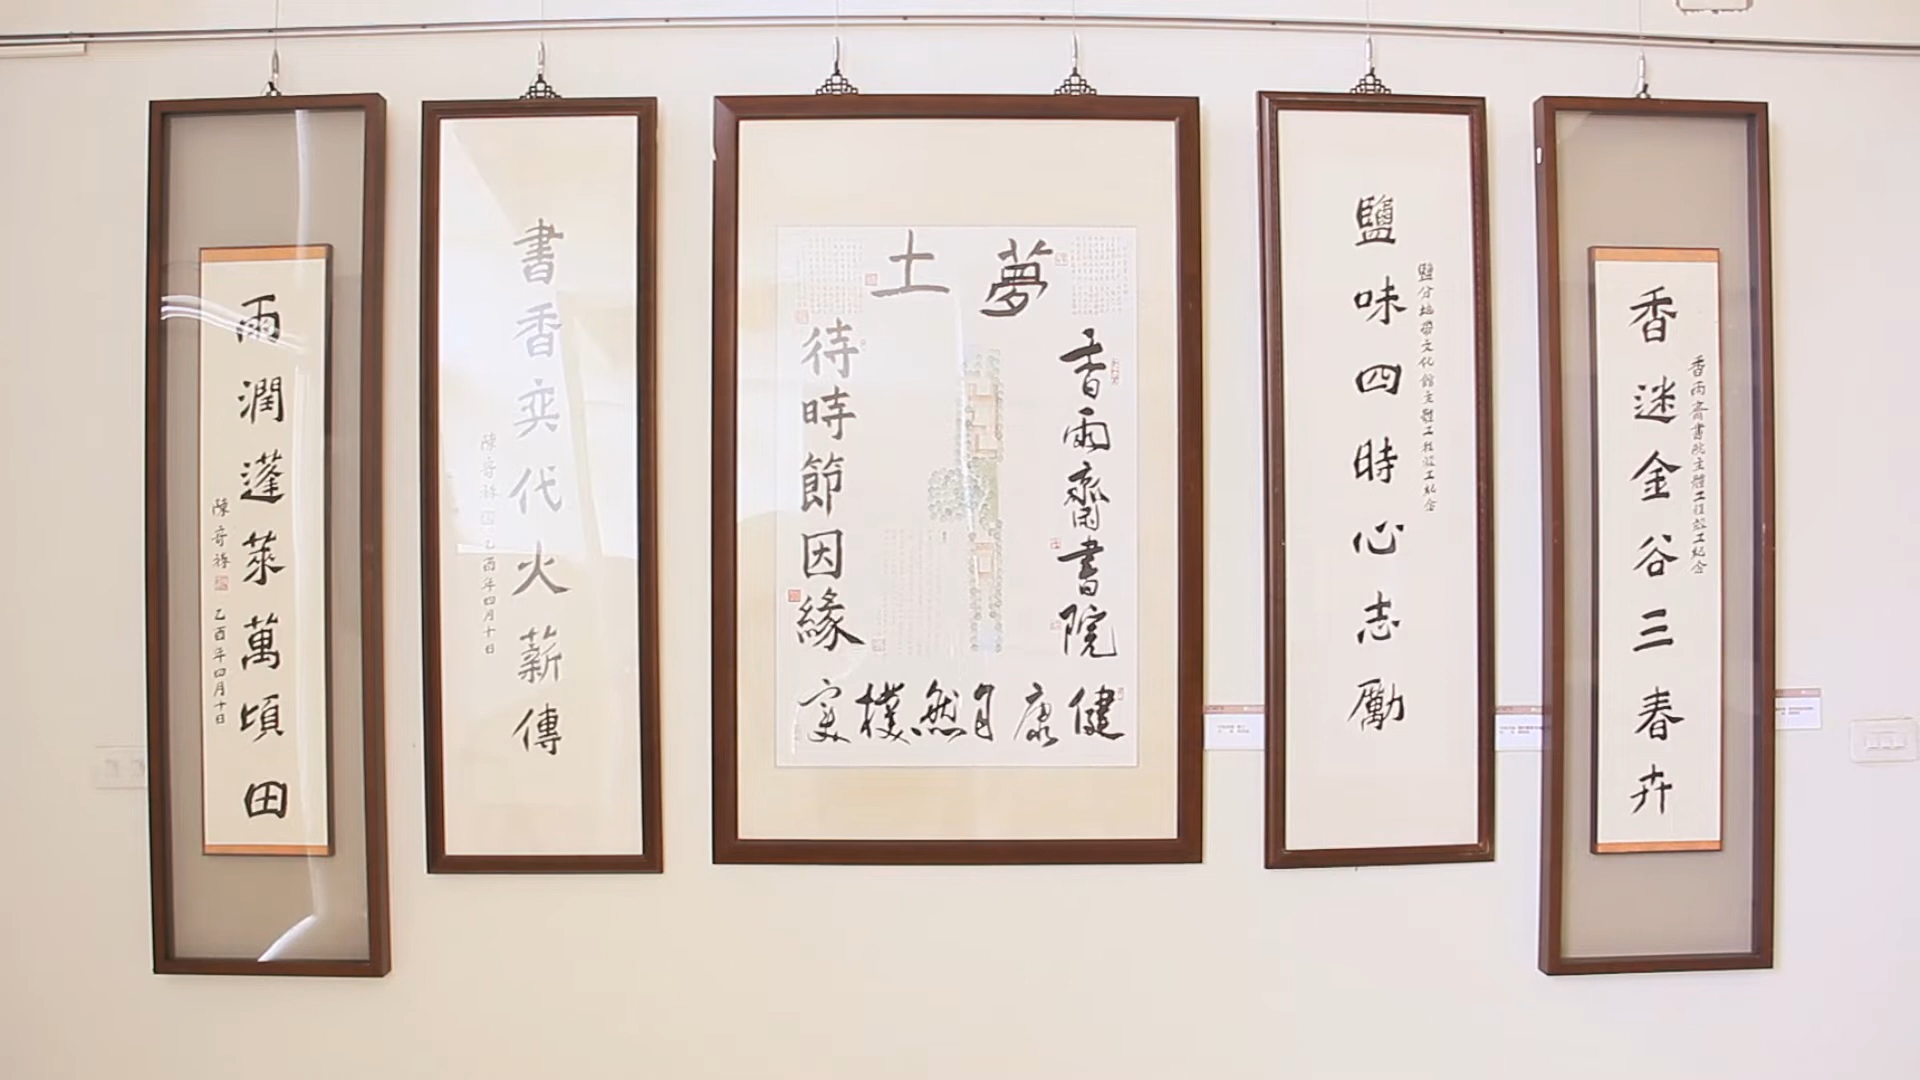 香迷金谷三春卉
香雨齋書院主體工程竣工紀念
鹽味四時心志勵
鹽分地帶文化館主體工程竣工紀念
夢土
香雨齋書院
待時節因緣
健康自然樸實
書香奕代火薪傳
陳奇祿 乙酉年四月十日
雨潤蓬萊萬頃田
陳奇祿 乙酉年四月十日